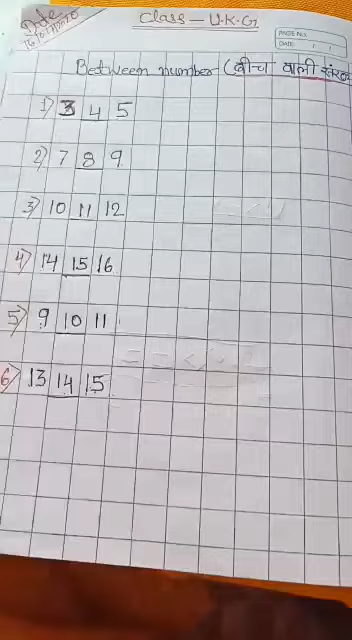 Date
Class - U.K.G
PAGE NO.:
DATE: / /
Between number (बीच वाली
1) 3 4 5
2) 7 8 9
3) 10 11 12
4) 14 15 16
5) 9 10 11
6) 13 14 15